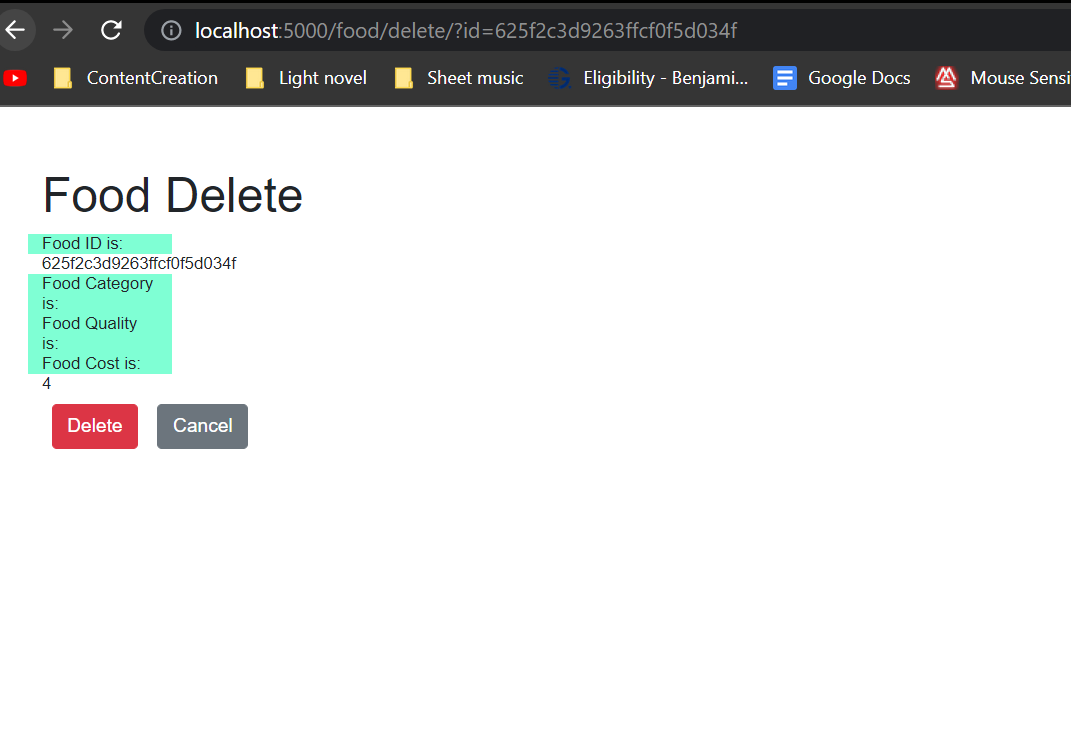 localhost:5000/food/delete/?id=625f2c3d9263ffcf0f5d034f
ContentCreation Light novel Sheet music Eligibility - Benjami... Google Docs Mouse Sensi
Food Delete
Food ID is:
625f2c3d9263ffcf0f5d034f
Food Category
is:
Food Quality
is:
Food Cost is:
4
Delete Cancel